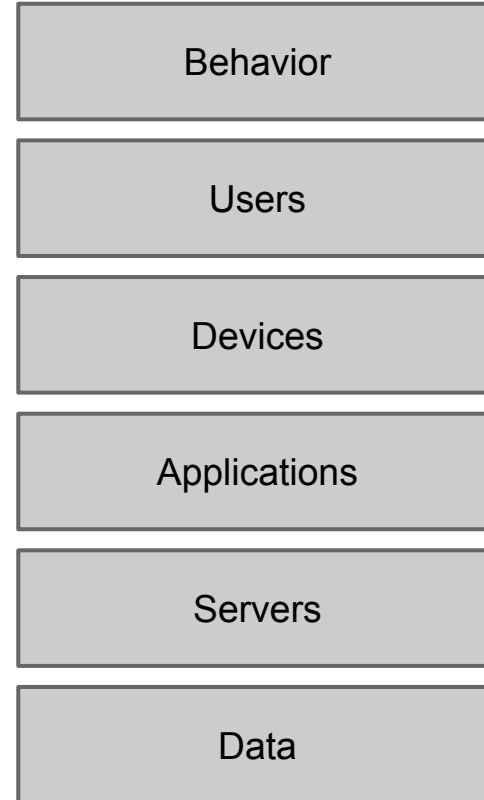 Behavior
Users
Devices
Applications
Servers
Data